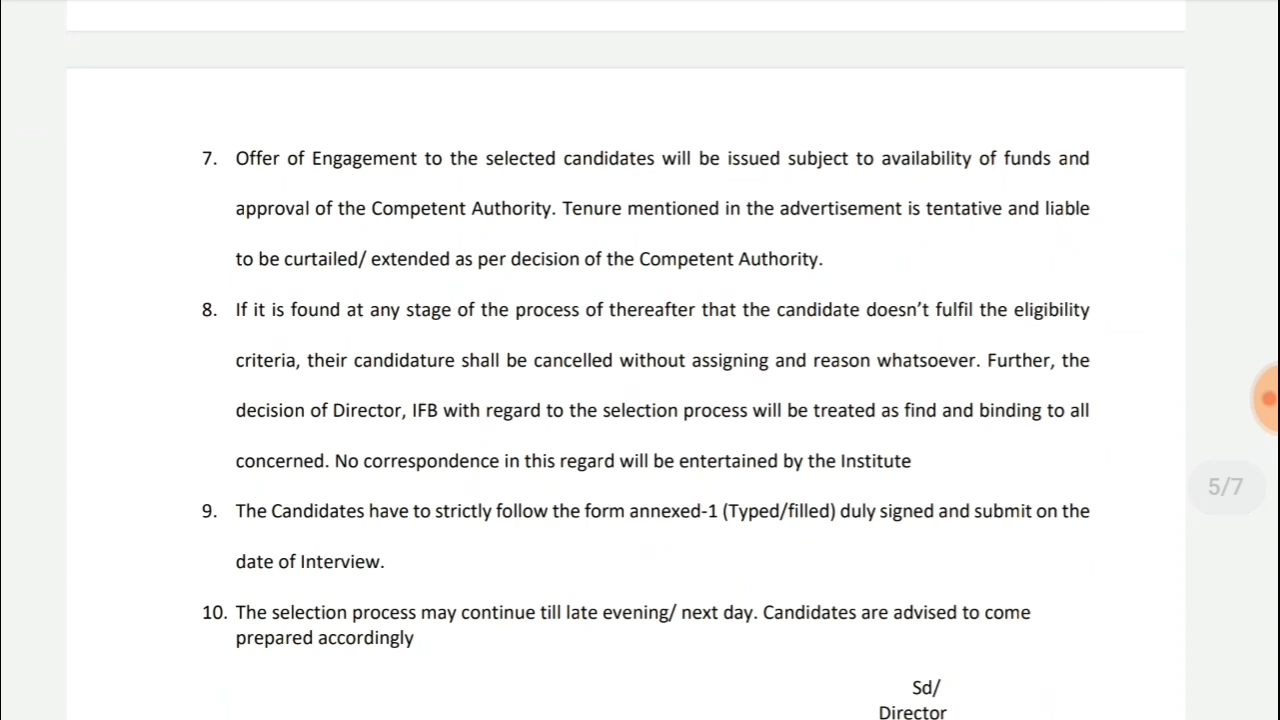 7. Offer of Engagement to the selected candidates will be issued subject to availability of funds and
approval of the Competent Authority. Tenure mentioned in the advertisement is tentative and liable
to be curtailed/ extended as per decision of the Competent Authority.
8. If it is found at any stage of the process of thereafter that the candidate doesn’t fulfil the eligibility
criteria, their candidature shall be cancelled without assigning and reason whatsoever. Further, the
decision of Director, IFB with regard to the selection process will be treated as find and binding to all
concerned. No correspondence in this regard will be entertained by the Institute
9. The Candidates have to strictly follow the form annexed-1 (Typed/filled) duly signed and submit on the
date of Interview.
10. The selection process may continue till late evening/ next day. Candidates are advised to come
prepared accordingly
Sd/
Director
5/7